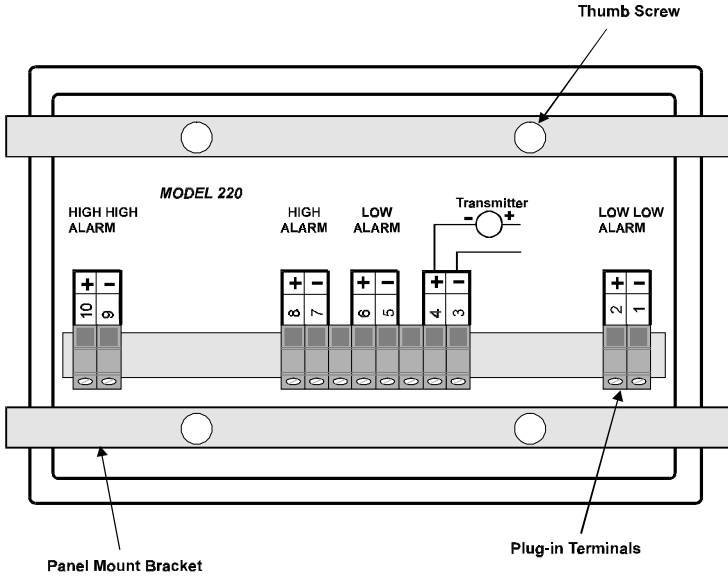 Thumb Screw
MODEL 220
HIGH HIGH
ALARM
HIGH
ALARM
LOW
ALARM
Transmitter
- +
LOW LOW
ALARM
+ - + - + - + - + -
10 9 8 7 6 5 4 3 2 1
Plug-in Terminals
Panel Mount Bracket